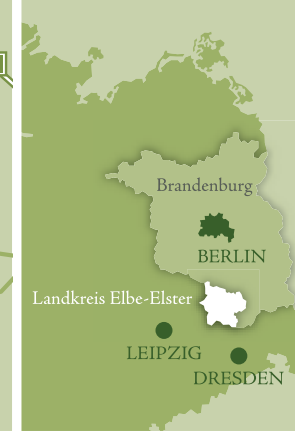 Brandenburg
BERLIN
Landkreis Elbe-Elster
LEIPZIG
DRESDEN